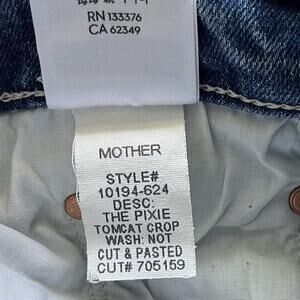 RN 133376
CA 62349
MOTHER
STYLE#
10194-624
DESC:
THE PIXIE
TOMCAT CROP
WASH: NOT
CUT & PASTED
CUT# 705159